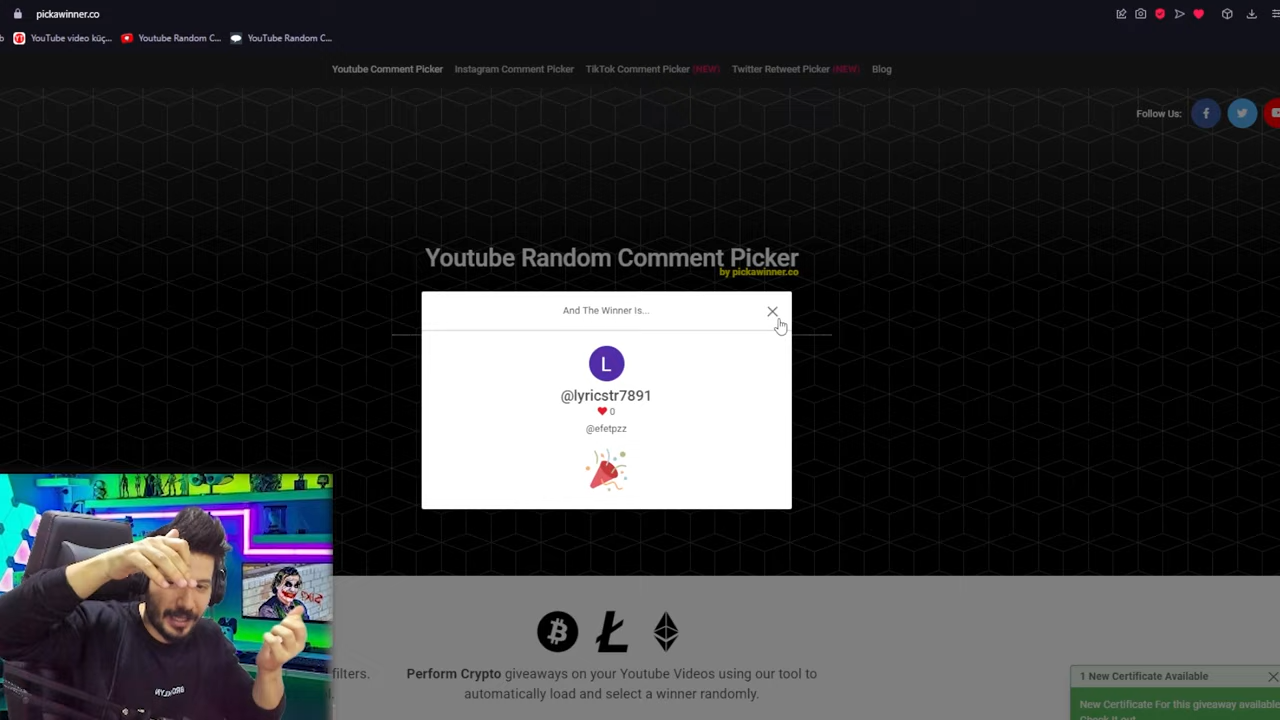 pickawinner.co
YouTube video küç...
Youtube Random C...
YouTube Random C...
Youtube Comment Picker
Instagram Comment Picker
TikTok Comment Picker (NEW)
Twitter Retweet Picker (NEW)
Blog
Follow Us:
Youtube Random Comment Picker
by pickawinner.co
And The Winner Is...
L
@lyricstr7891
0
@efetpzz
filters.
Perform Crypto giveaways on your Youtube Videos using our tool to
automatically load and select a winner randomly.
1 New Certificate Available
New Certificate For this giveaway available
Check It out